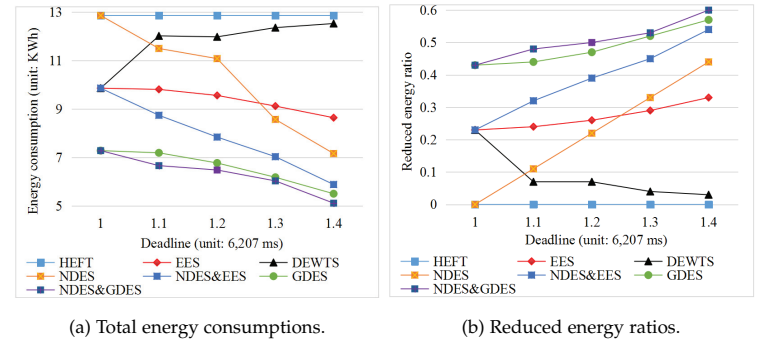 13
11
9
7
5
Energy consumption (unit: KWh)
1 1.1 1.2 1.3 1.4
Deadline (unit: 6,207 ms)
HEFT EES DEWTS
NDES NDES&EES GDES
NDES&GDES
(a) Total energy consumptions.
0.6
0.5
0.4
0.3
0.2
0.1
0
Reduced energy ratio
1 1.1 1.2 1.3 1.4
Deadline (unit: 6,207 ms)
HEFT EES DEWTS
NDES NDES&EES GDES
NDES&GDES
(b) Reduced energy ratios.